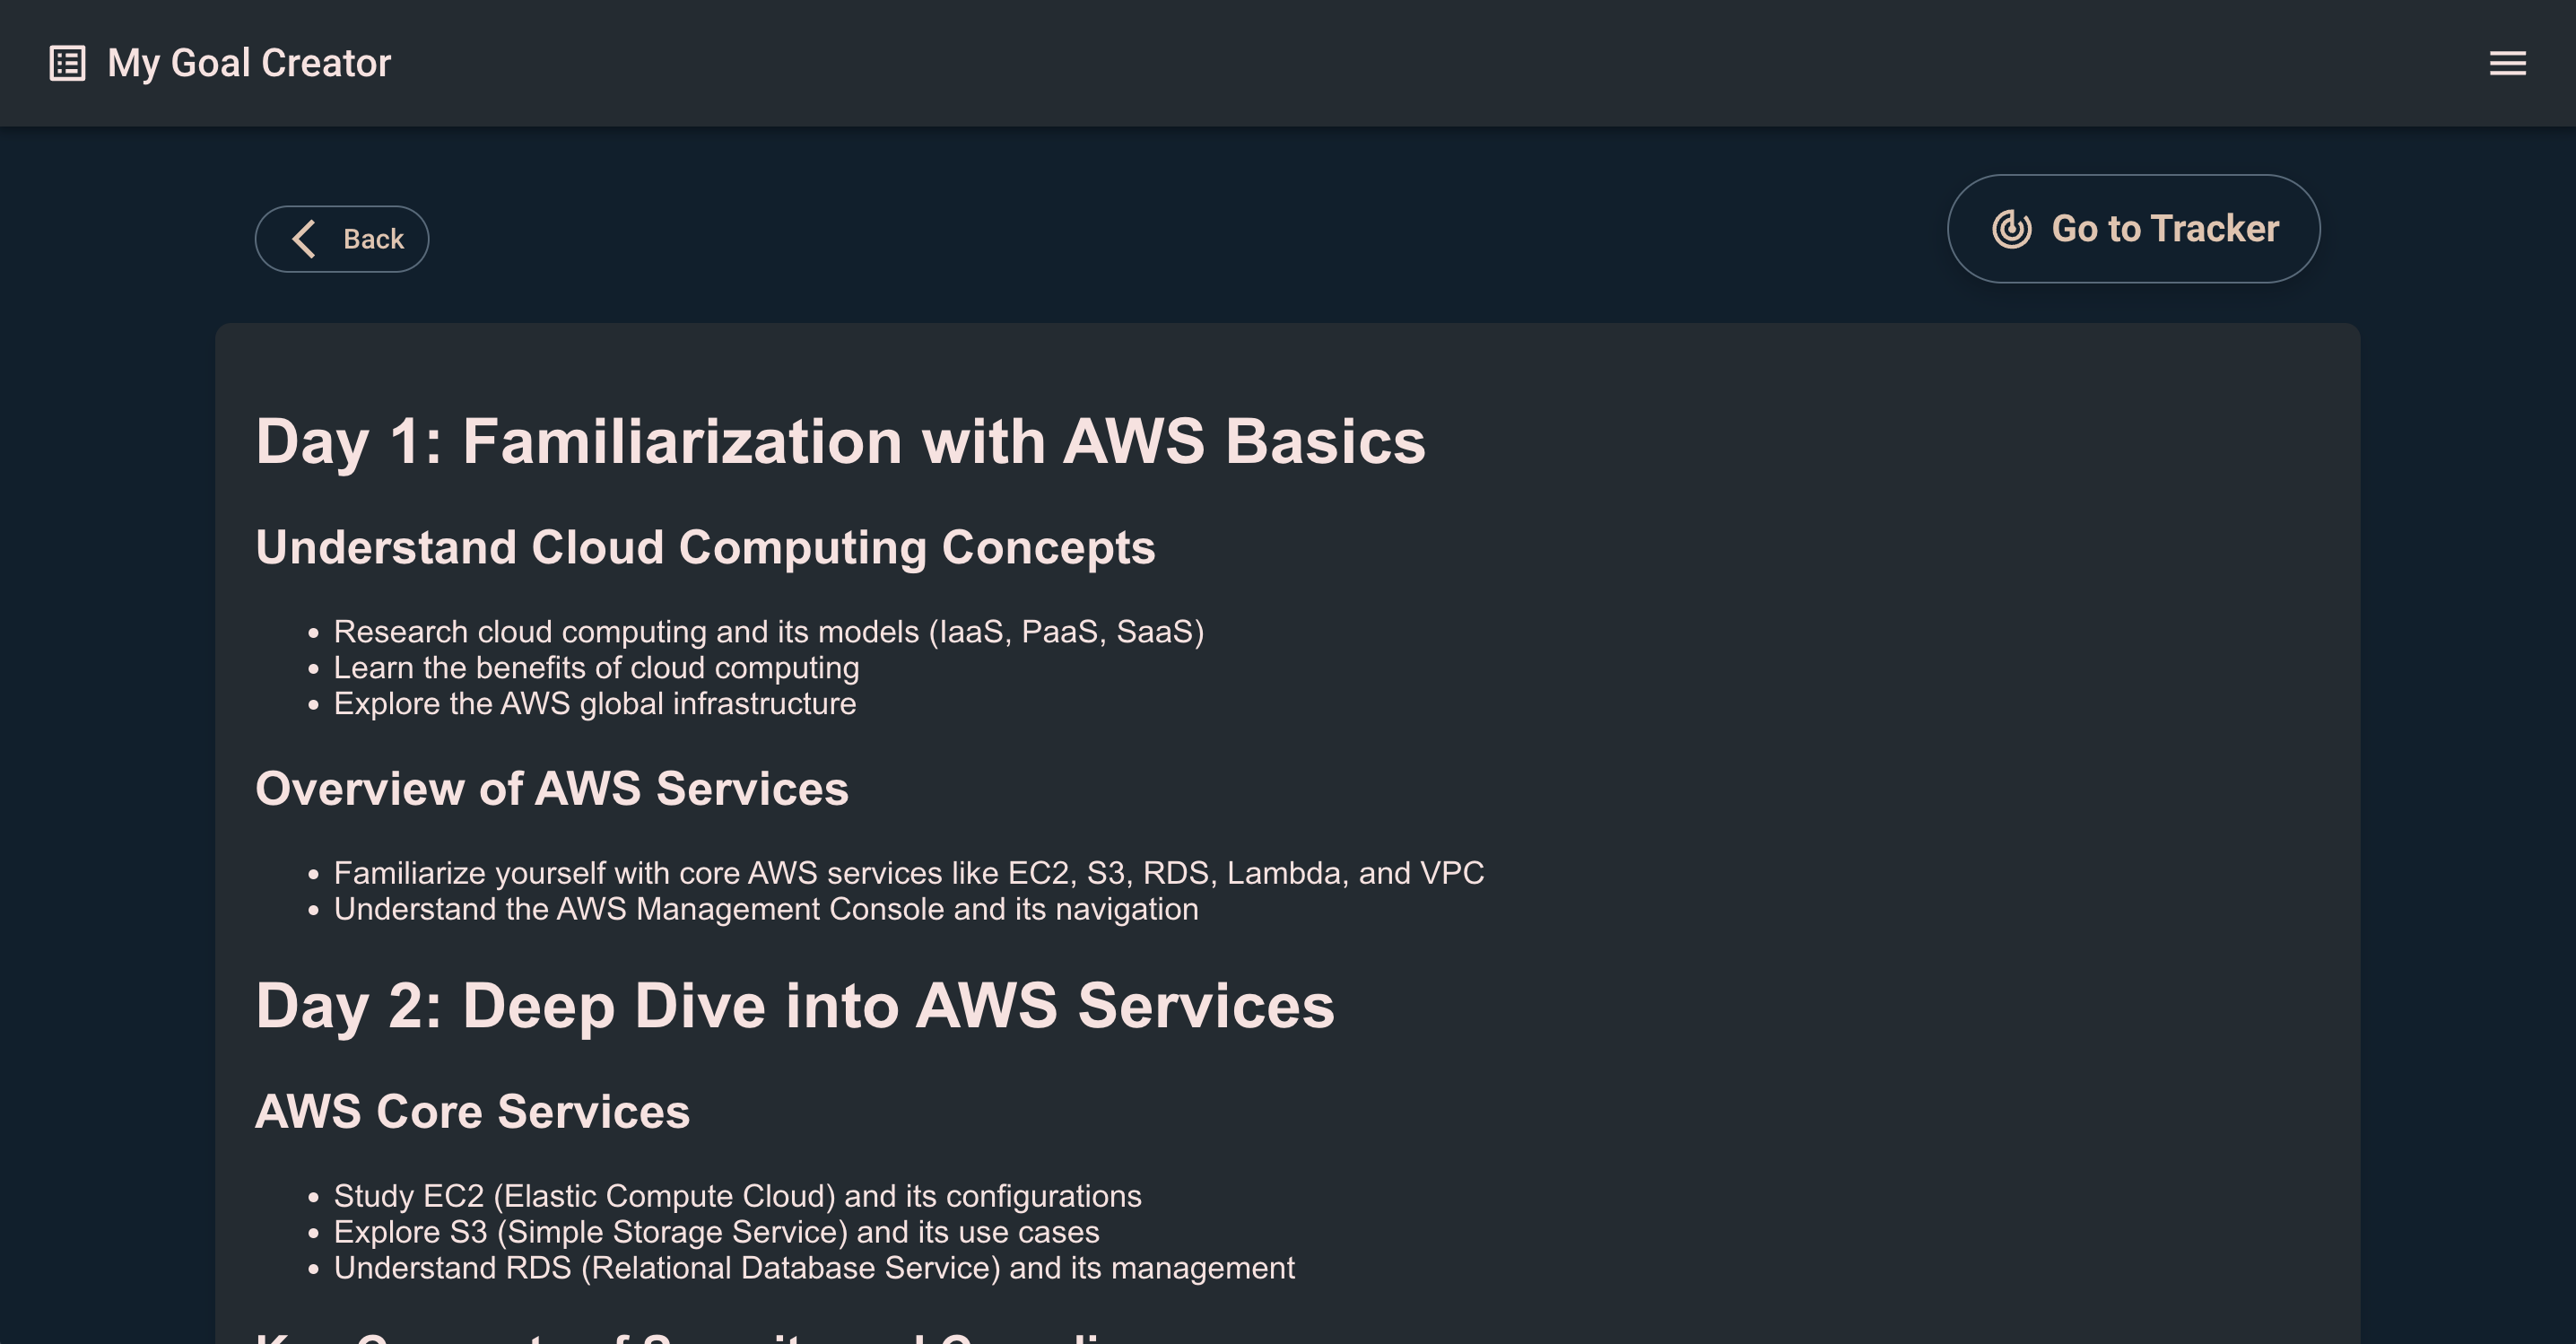 My Goal Creator
Back
Go to Tracker
Day 1: Familiarization with AWS Basics
Understand Cloud Computing Concepts
Research cloud computing and its models (IaaS, PaaS, SaaS)
Learn the benefits of cloud computing
Explore the AWS global infrastructure
Overview of AWS Services
Familiarize yourself with core AWS services like EC2, S3, RDS, Lambda, and VPC
Understand the AWS Management Console and its navigation
Day 2: Deep Dive into AWS Services
AWS Core Services
Study EC2 (Elastic Compute Cloud) and its configurations
Explore S3 (Simple Storage Service) and its use cases
Understand RDS (Relational Database Service) and its management